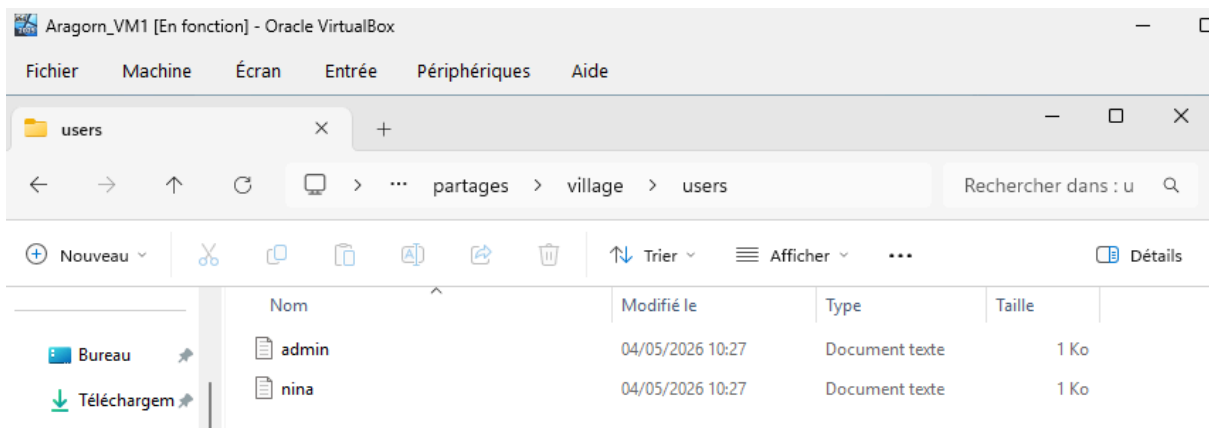 Aragorn_VM1 [En fonction] - Oracle VirtualBox
Fichier Machine Écran Entrée Périphériques Aide
users
partages > village > users Rechercher dans : u
Nouveau Trier Afficher Détails
Nom Modifié le Type Taille
Bureau admin 04/05/2026 10:27 Document texte 1 Ko
Téléchargem nina 04/05/2026 10:27 Document texte 1 Ko